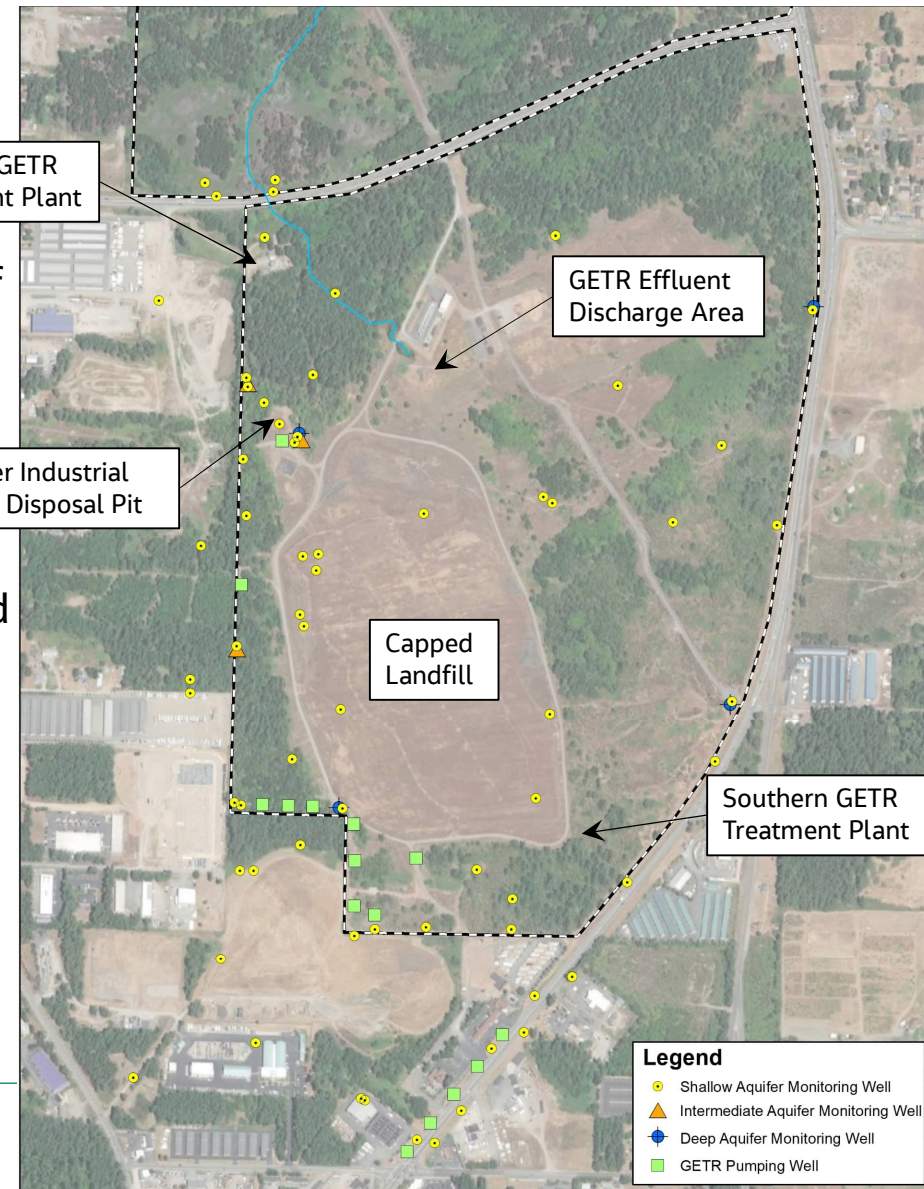 GETR
nt Plant
GETR Effluent
Discharge Area
er Industrial
Disposal Pit
Capped
Landfill
Southern GETR
Treatment Plant
Legend
Shallow Aquifer Monitoring Well
Intermediate Aquifer Monitoring Well
Deep Aquifer Monitoring Well
GETR Pumping Well